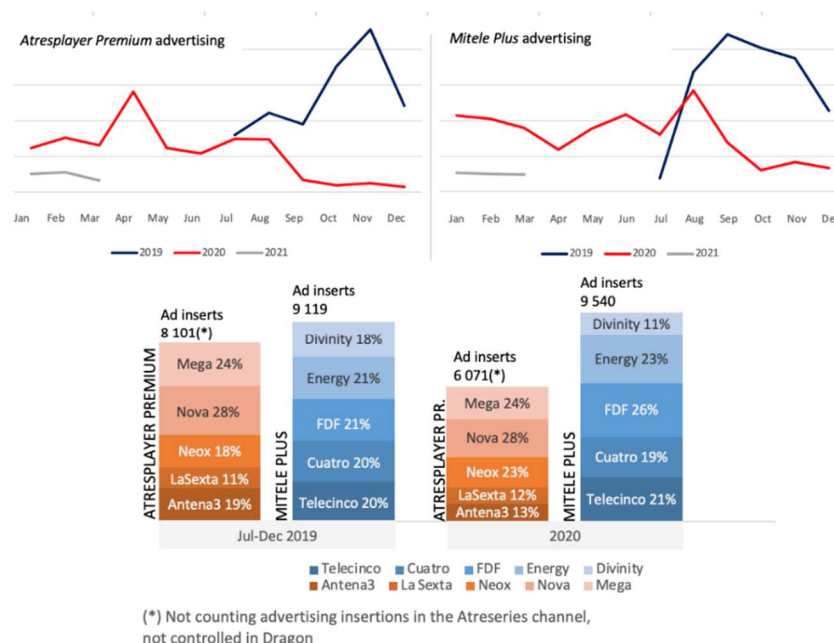 Atresplayer Premium advertising
Jan Feb Mar Apr May Jun Jul Aug Sep Oct Nov Dec
2019 2020 2021
Mitele Plus advertising
Jan Feb Mar Apr May Jun Jul Aug Sep Oct Nov De
2019 2020 2021
Ad inserts
8 101(*)
ATRESPLAYER PREMIUM
Mega 24%
Nova 28%
Neox 18%
LaSexta 11%
Antena3 19%
Ad inserts
9 119
MITELE PLUS
Divinity 18%
Energy 21%
FDF 21%
Cuatro 20%
Telecinco 20%
Jul-Dec 2019
Ad inserts
6 071(*)
ATRESPLAYER PR.
Mega 24%
Nova 28%
Neox 23%
LaSexta 12%
Antena3 13%
Ad inserts
9 540
MITELE PLUS
Divinity 11%
Energy 23%
FDF 26%
Cuatro 19%
Telecinco 21%
2020
Telecinco Cuatro FDF Energy Divinity
Antena3 La Sexta Neox Nova Mega
(*) Not counting advertising insertions in the Atreseries channel,
not controlled in Dragon